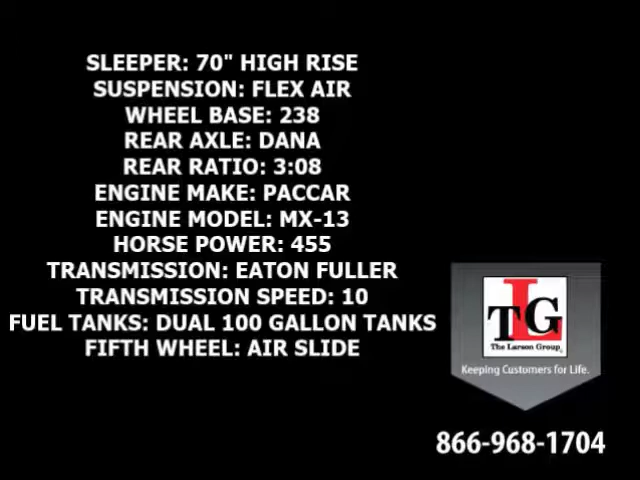 SLEEPER: 70" HIGH RISE
SUSPENSION: FLEX AIR
WHEEL BASE: 238
REAR AXLE: DANA
REAR RATIO: 3:08
ENGINE MAKE: PACCAR
ENGINE MODEL: MX-13
HORSE POWER: 455
TRANSMISSION: EATON FULLER
TRANSMISSION SPEED: 10
FUEL TANKS: DUAL 100 GALLON TANKS
FIFTH WHEEL: AIR SLIDE
TLG
The Larson Group
Keeping Customers for Life.
866-968-1704